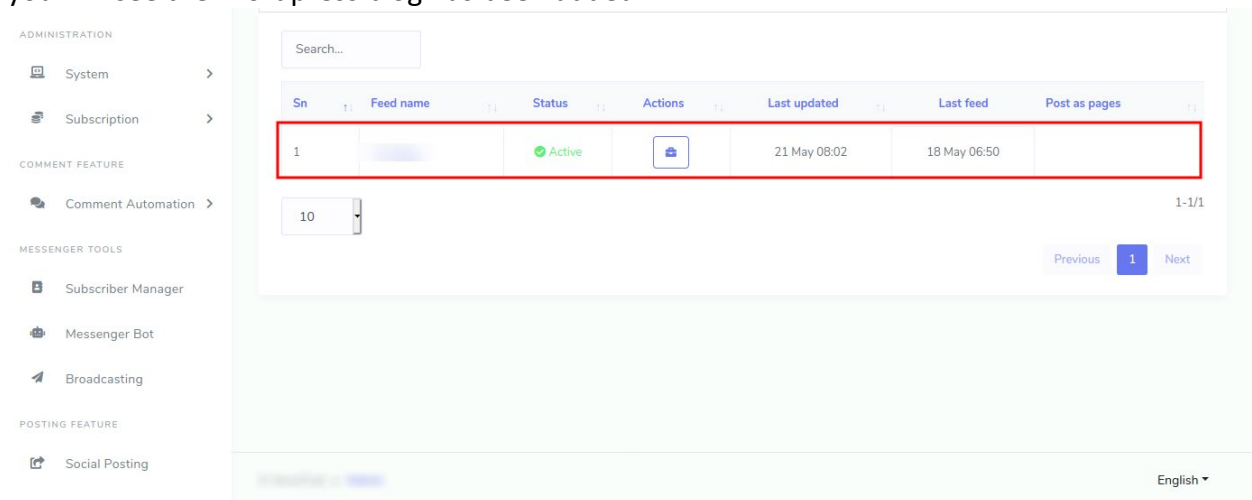 ADMINISTRATION
System
Subscription
COMMENT FEATURE
Comment Automation
MESSENGER TOOLS
Subscriber Manager
Messenger Bot
Broadcasting
POSTING FEATURE
Social Posting
Search...
Sn Feed name Status Actions Last updated Last feed Post as pages
1 Active 21 May 08:02 18 May 06:50
10
1-1/1
Previous 1 Next
English